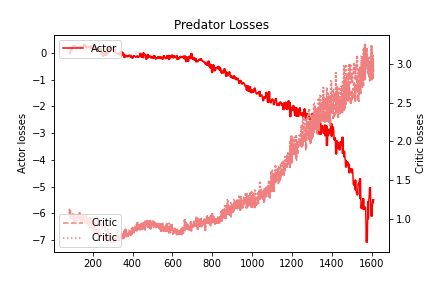 Predator Losses
Actor
0
−1
−2
−3
−4
−5
−6
−7
Actor losses
3.0
2.5
2.0
1.5
1.0
Critic losses
Critic
Critic
200 400 600 800 1000 1200 1400 1600